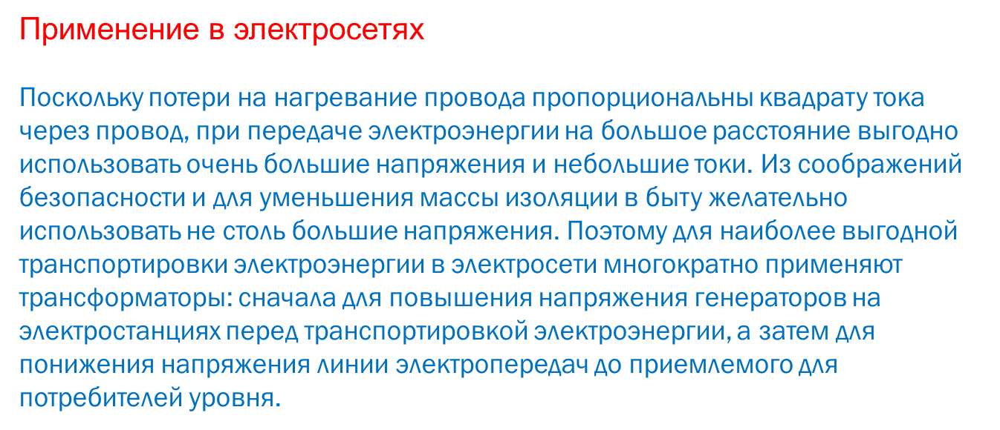 Применение в электросетях
Поскольку потери на нагревание провода пропорциональны квадрату тока
через провод, при передаче электроэнергии на большое расстояние выгодно
использовать очень большие напряжения и небольшие токи. Из соображений
безопасности и для уменьшения массы изоляции в быту желательно
использовать не столь большие напряжения. Поэтому для наиболее выгодной
транспортировки электроэнергии в электросети многократно применяют
трансформаторы: сначала для повышения напряжения генераторов на
электростанциях перед транспортировкой электроэнергии, а затем для
понижения напряжения линии электропередач до приемлемого для
потребителей уровня.